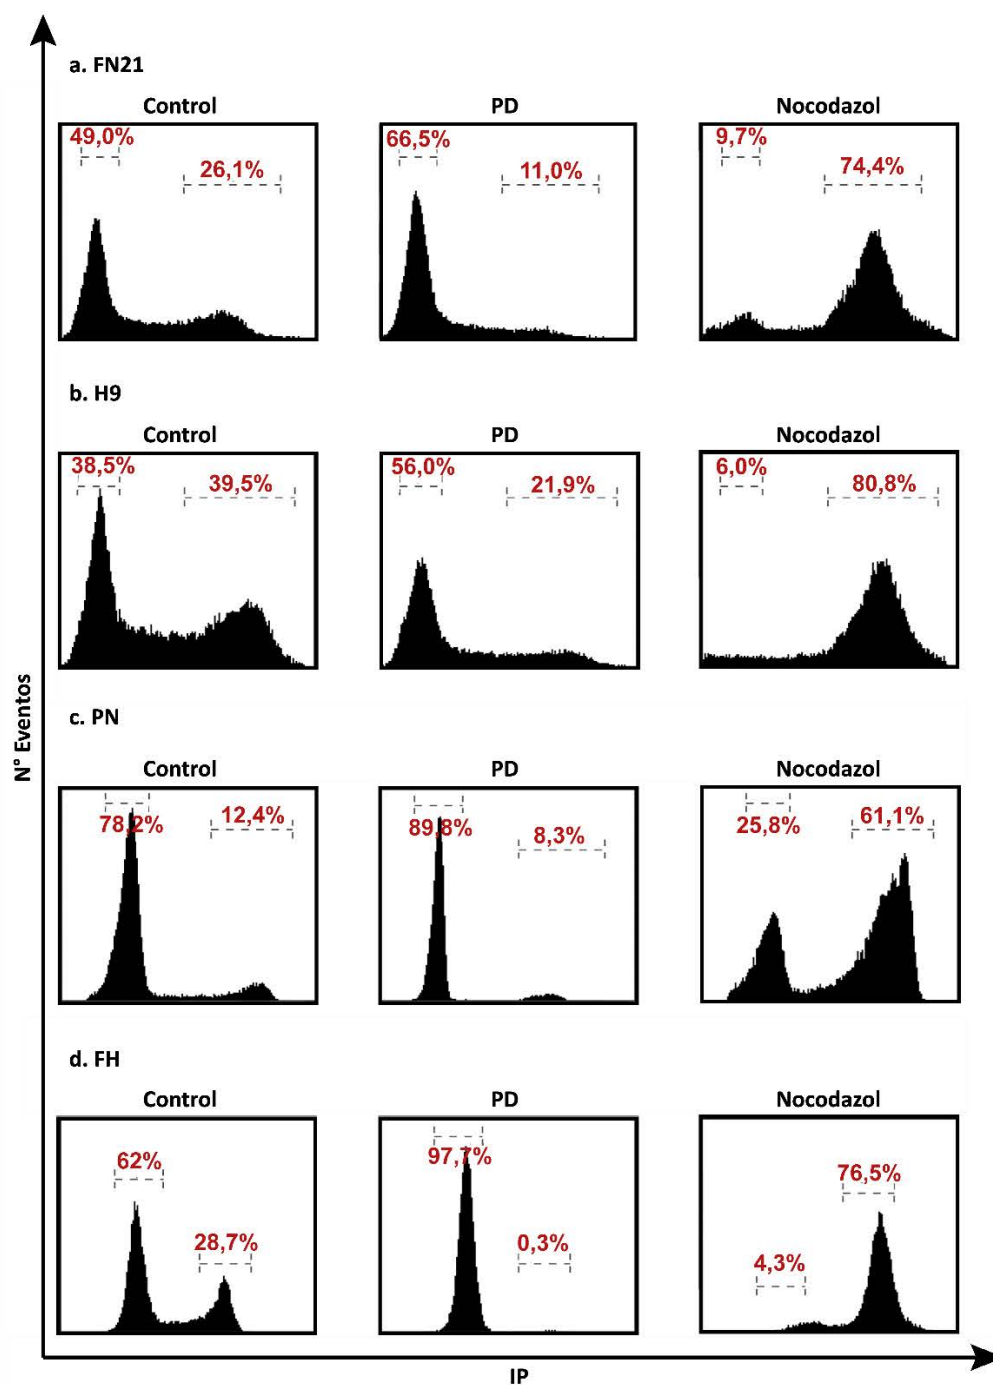 a. FN21
Control PD Nocodazol
49,0% 26,1% 66,5% 11,0% 9,7% 74,4%
b. H9
Control PD Nocodazol
38,5% 39,5% 56,0% 21,9% 6,0% 80,8%
c. PN
Control PD Nocodazol
78,2% 12,4% 89,8% 8,3% 25,8% 61,1%
d. FH
Control PD Nocodazol
62% 28,7% 97,7% 0,3% 4,3% 76,5%
N° Eventos
IP